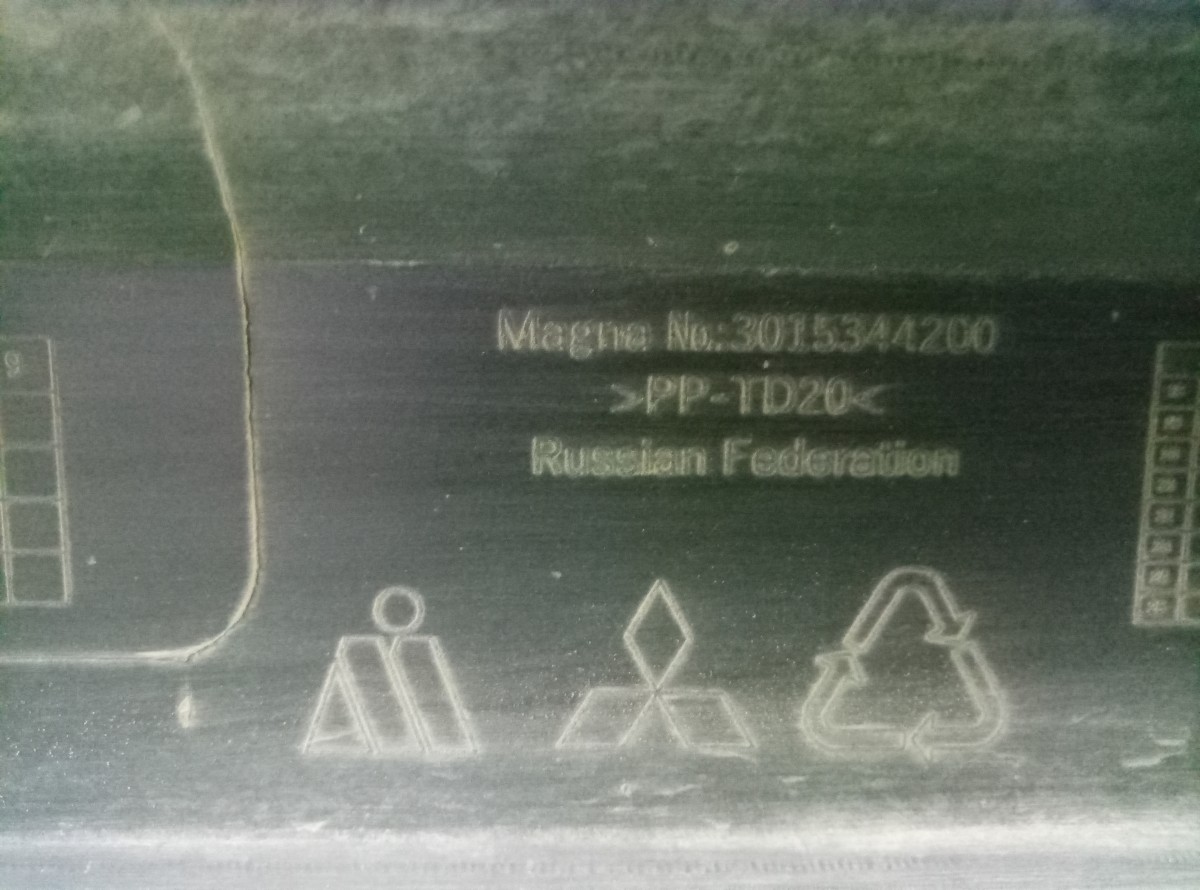 Magna No.:3015344200
>PP-TD20<
Russian Federation